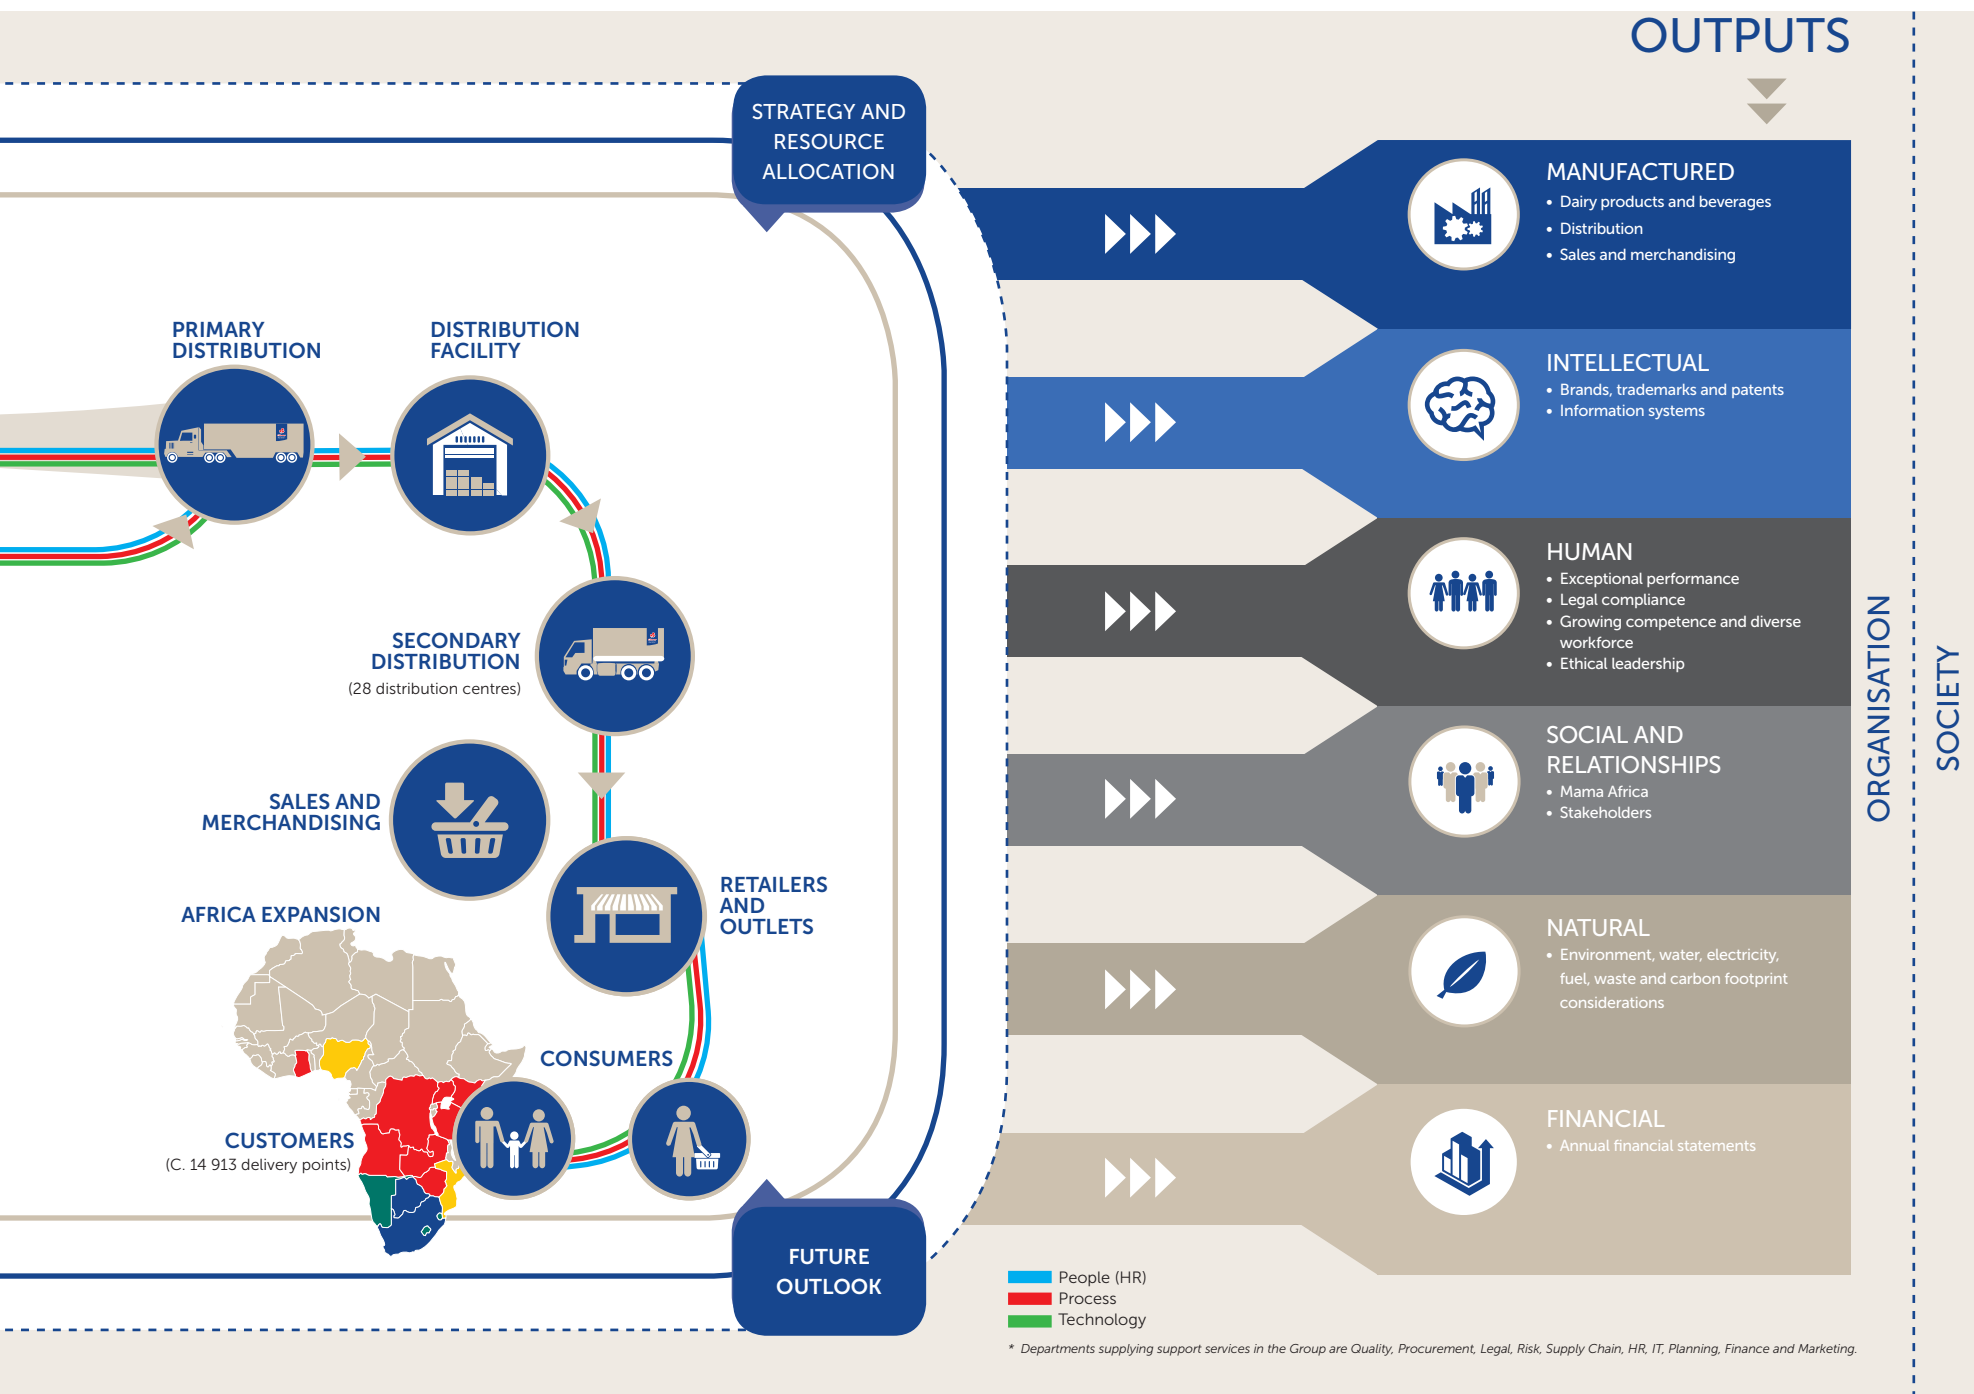 OUTPUTS
STRATEGY AND
RESOURCE
ALLOCATION
PRIMARY
DISTRIBUTION
DISTRIBUTION
FACILITY
SECONDARY
DISTRIBUTION
(28 distribution centres)
SALES AND
MERCHANDISING
RETAILERS
AND
OUTLETS
AFRICA EXPANSION
CONSUMERS
CUSTOMERS
(C. 14 913 delivery points)
FUTURE
OUTLOOK
MANUFACTURED
• Dairy products and beverages
• Distribution
• Sales and merchandising
INTELLECTUAL
• Brands, trademarks and patents
• Information systems
HUMAN
• Exceptional performance
• Legal compliance
• Growing competence and diverse
workforce
• Ethical leadership
SOCIAL AND
RELATIONSHIPS
• Mama Africa
• Stakeholders
NATURAL
• Environment, water, electricity,
fuel, waste and carbon footprint
considerations
FINANCIAL
• Annual financial statements
ORGANISATION
SOCIETY
People (HR)
Process
Technology
* Departments supplying support services in the Group are Quality, Procurement, Legal, Risk, Supply Chain, HR, IT, Planning, Finance and Marketing.